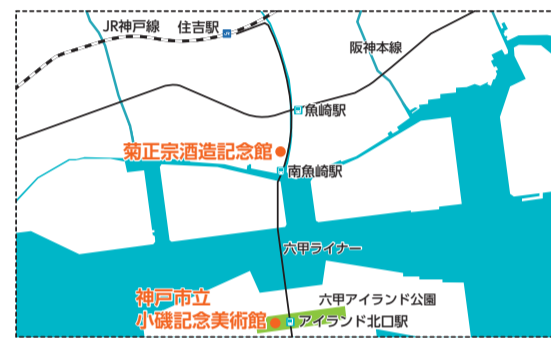 JR神戸線
住吉駅
JR
阪神本線
魚崎駅
菊正宗酒造記念館
南魚崎駅
六甲ライナー
神戸市立
小磯記念美術館
六甲アイランド公園
アイランド北口駅